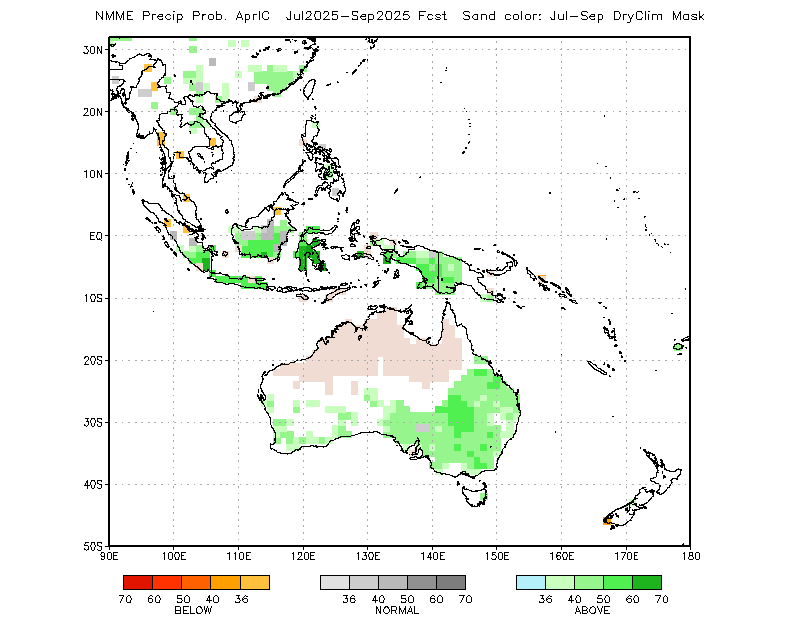 NMME Precip Prob. AprIC  Jul2025-Sep2025 Fcst  Sand color: Jul-Sep DryClim Mask
30N
20N
10N
EQ
10S
20S
30S
40S
50S
90E 100E 110E 120E 130E 140E 150E 160E 170E 180
70 60 50 40 36 36 40 50 60 70 36 40 50 60 70
BELOW NORMAL ABOVE